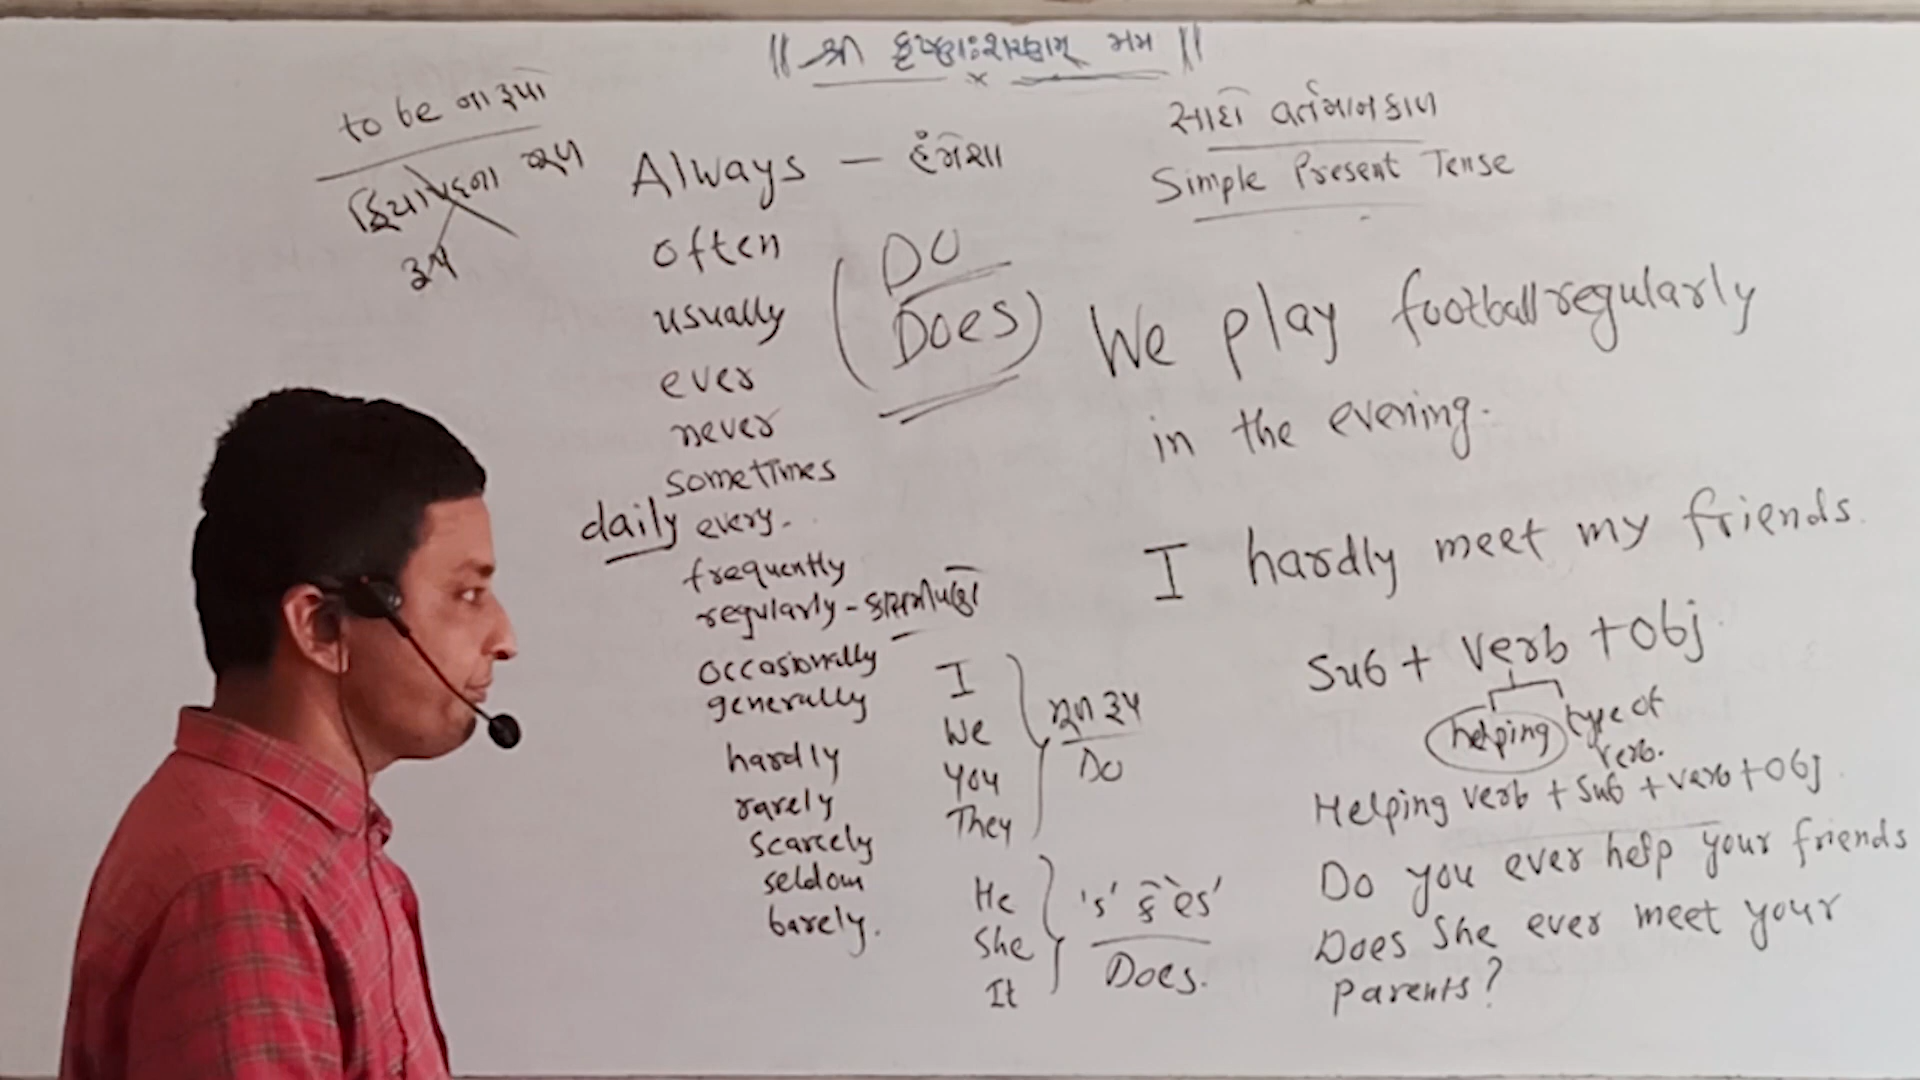 || શ્રી કૃષ્ણઃશરણમ્ મમ ||
to be ના રૂપો
ક્રિયાપદના મૂળ
રૂપ
Always — હંમેશા
often
usually
ever
never
sometimes
daily every-
frequently
regularly -
occasionally
generally
hardly
rarely
scarcely
seldom
barely.
(DO
Does)
I
We
You
They
મૂળ રૂપ
Do
He
She
It
's' કે 'es'
Does.
સાદો વર્તમાનકાળ
Simple Present Tense
We play football regularly
in the evening.
I hardly meet my friends.
Sub + verb + obj
helping type of
verb.
Helping verb + sub + verb + obj
Do you ever help your friends
Does she ever meet your
parents?